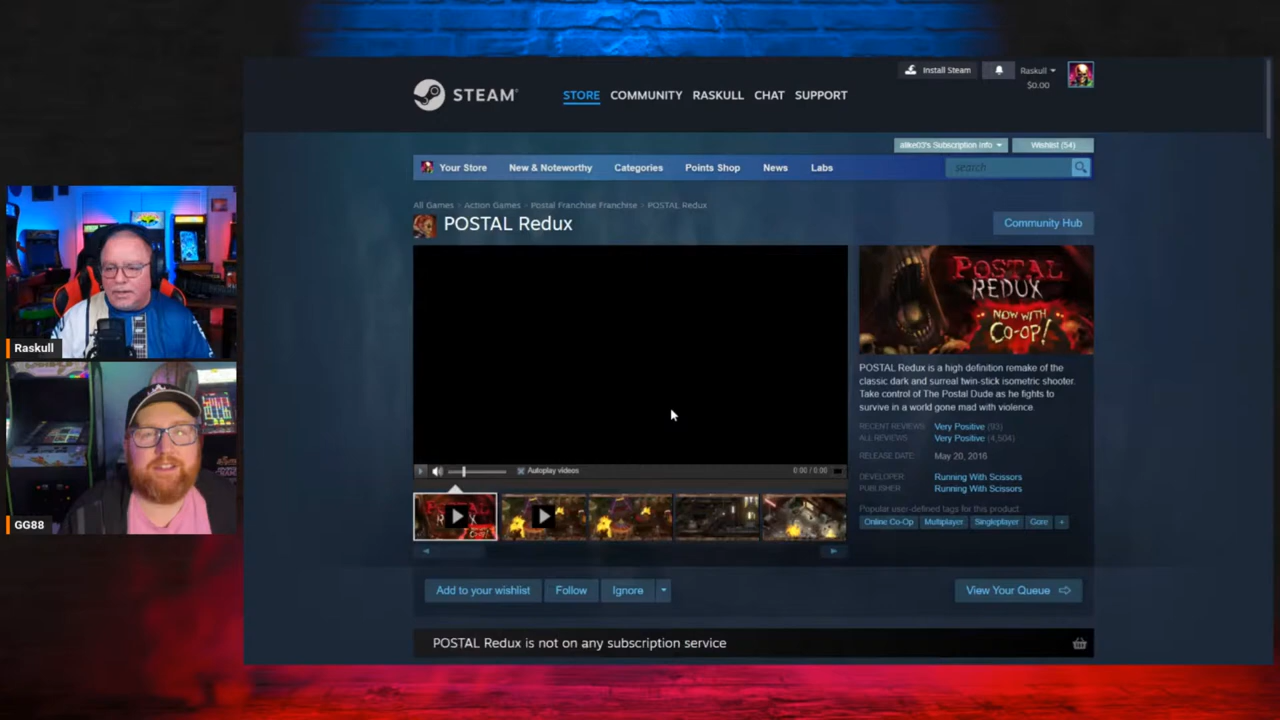 Install Steam
Raskull
$0.00
STEAM®
STORE COMMUNITY RASKULL CHAT SUPPORT
alike03's Subscription Info
Wishlist (54)
Your Store New & Noteworthy Categories Points Shop News Labs
search
All Games > Action Games > Postal Franchise Franchise > POSTAL Redux
POSTAL Redux
Community Hub
POSTAL
REDUX
NOW WITH
CO-OP!
POSTAL Redux is a high definition remake of the
classic dark and surreal twin-stick isometric shooter.
Take control of The Postal Dude as he fights to
survive in a world gone mad with violence.
RECENT REVIEWS: Very Positive (93)
ALL REVIEWS: Very Positive (4,504)
RELEASE DATE: May 20, 2016
DEVELOPER: Running With Scissors
PUBLISHER: Running With Scissors
Popular user-defined tags for this product:
Online Co-Op Multiplayer Singleplayer Gore +
Autoplay videos
0:00 / 0:00
Raskull
GG88
Add to your wishlist Follow Ignore
View Your Queue
POSTAL Redux is not on any subscription service